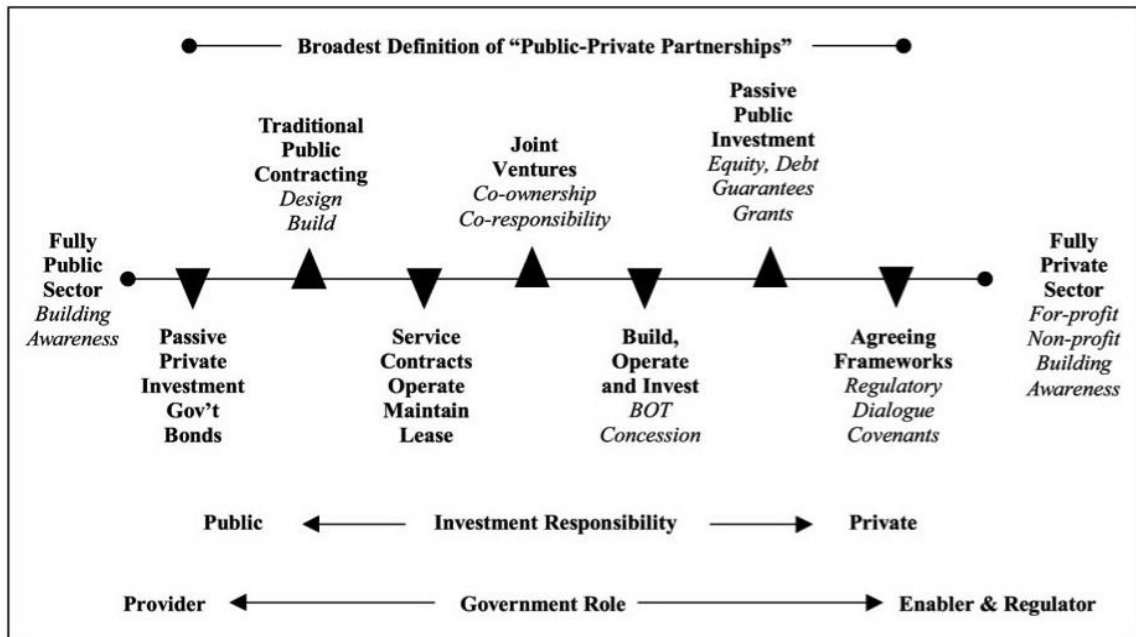 Broadest Definition of “Public-Private Partnerships”
Traditional
Public
Contracting
Design
Build
Joint
Ventures
Co-ownership
Co-responsibility
Passive
Public
Investment
Equity, Debt
Guarantees
Grants
Fully
Public
Sector
Building
Awareness
Passive
Private
Investment
Gov’t
Bonds
Service
Contracts
Operate
Maintain
Lease
Build,
Operate
and Invest
BOT
Concession
Agreeing
Frameworks
Regulatory
Dialogue
Covenants
Fully
Private
Sector
For-profit
Non-profit
Building
Awareness
Public Investment Responsibility Private
Provider Government Role Enabler & Regulator